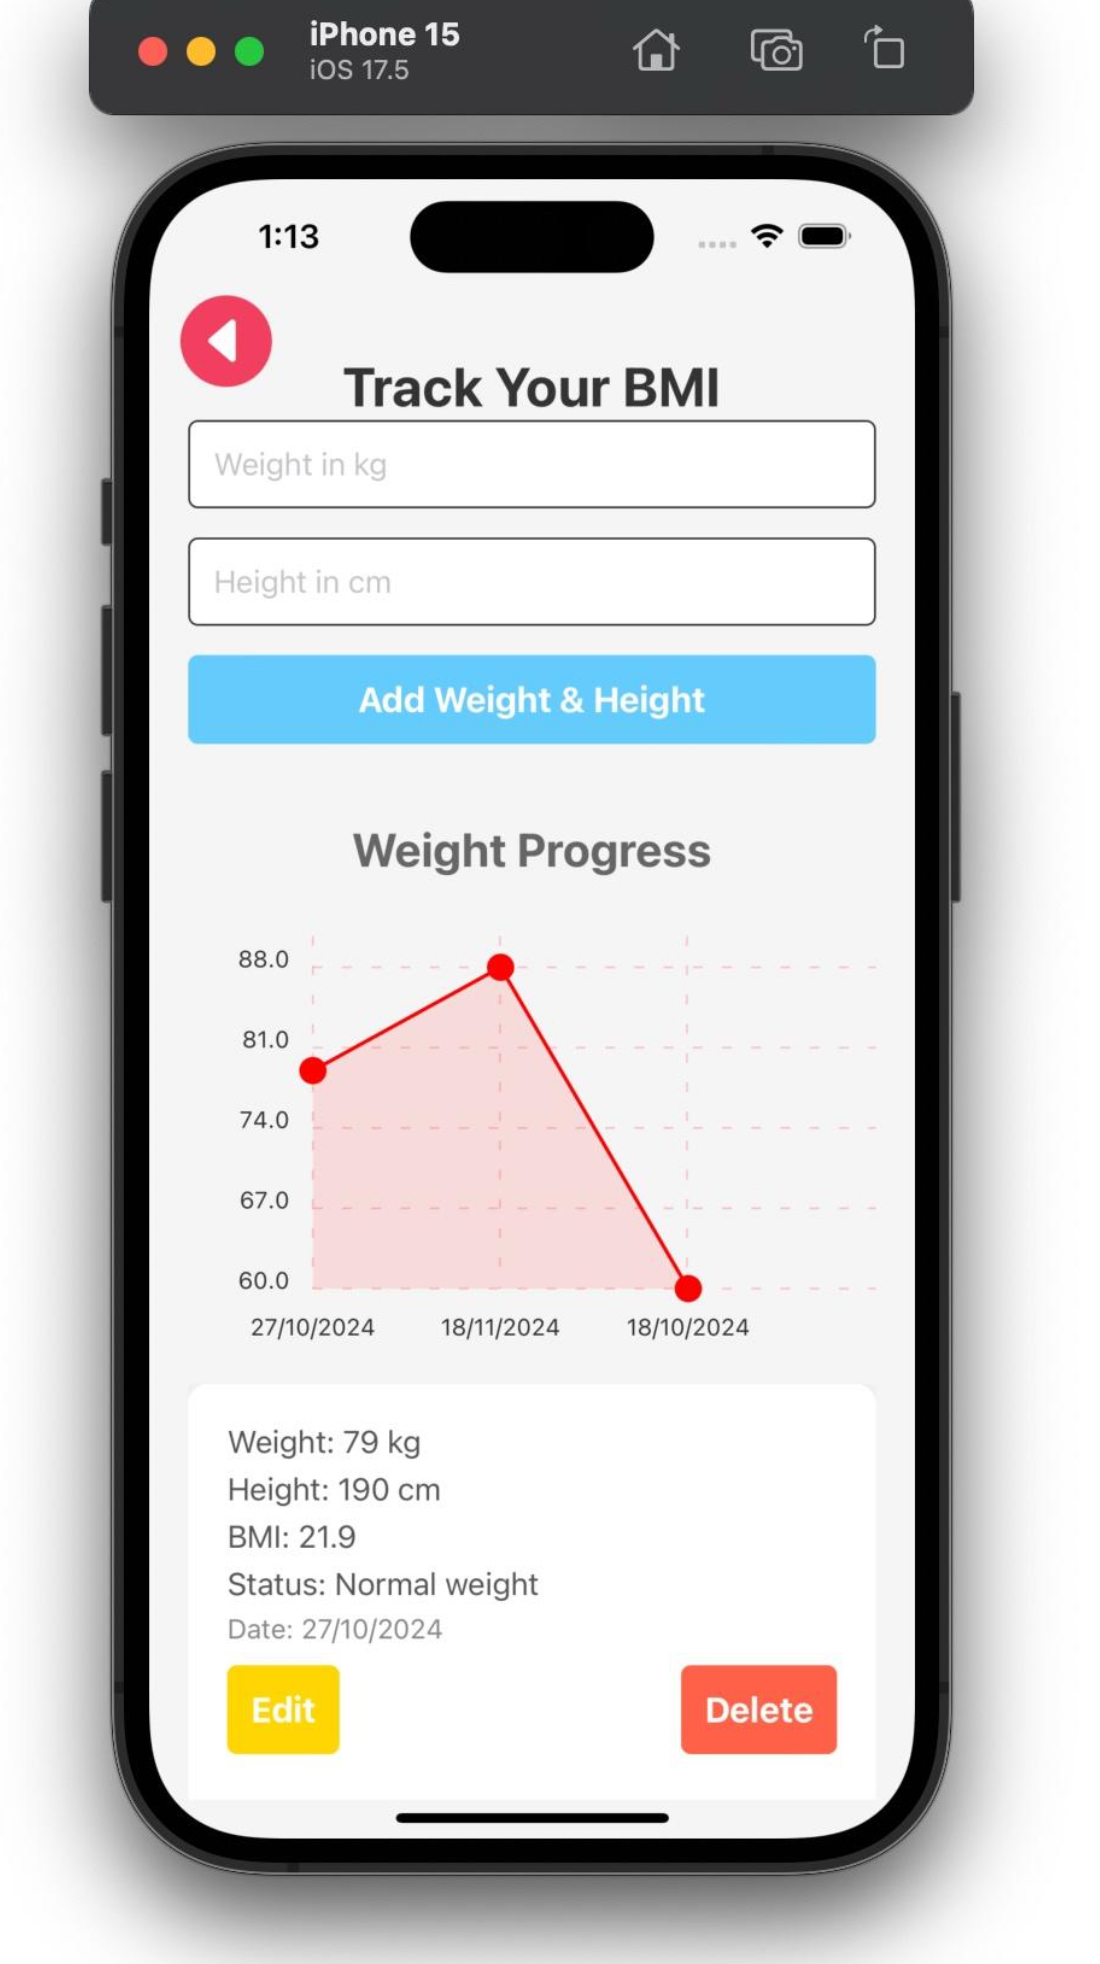 iPhone 15
iOS 17.5
1:13
Track Your BMI
Weight in kg
Height in cm
Add Weight & Height
Weight Progress
88.0
81.0
74.0
67.0
60.0
27/10/2024 18/11/2024 18/10/2024
Weight: 79 kg
Height: 190 cm
BMI: 21.9
Status: Normal weight
Date: 27/10/2024
Edit Delete